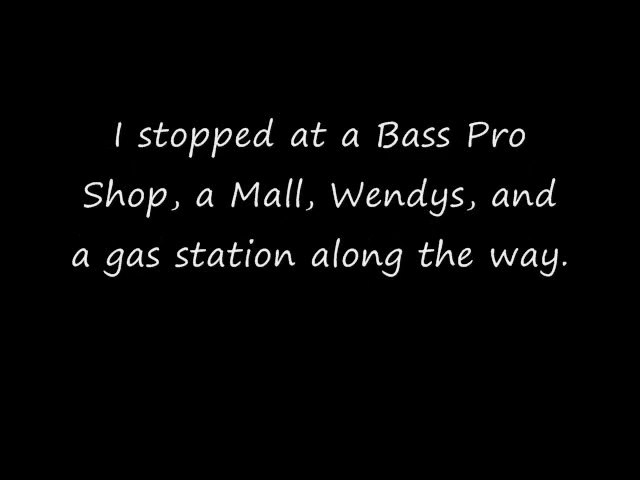 I stopped at a Bass Pro
Shop, a Mall, Wendys, and
a gas station along the way.